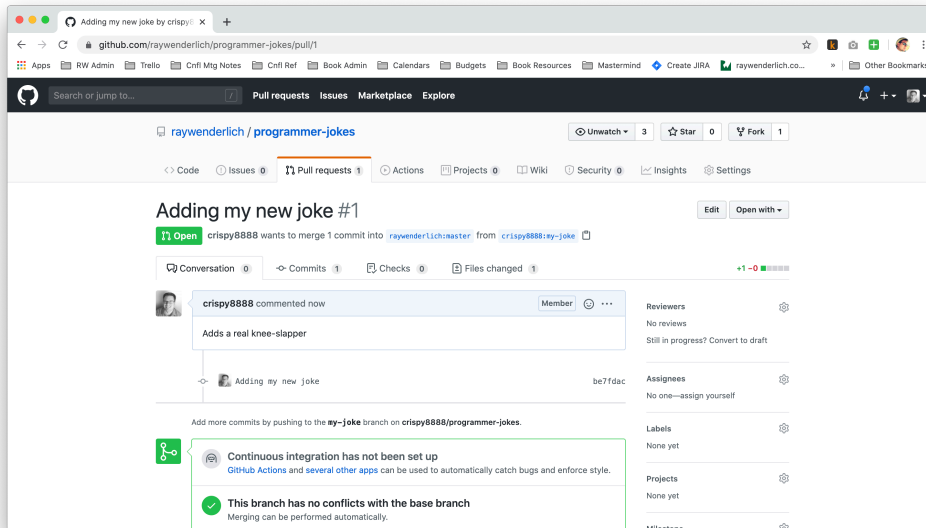 Adding my new joke by crispy8
github.com/raywenderlich/programmer-jokes/pull/1
Apps RW Admin Trello Cnfl Mtg Notes Cnfl Ref Book Admin Calendars Budgets Book Resources Mastermind Create JIRA raywenderlich.co... » Other Bookmarks
Search or jump to... / Pull requests Issues Marketplace Explore
raywenderlich / programmer-jokes Unwatch 3 Star 0 Fork 1
Code Issues 0 Pull requests 1 Actions Projects 0 Wiki Security 0 Insights Settings
Adding my new joke #1 Edit Open with
Open crispy8888 wants to merge 1 commit into raywenderlich:master from crispy8888:my-joke
Conversation 0 Commits 1 Checks 0 Files changed 1 +1 −0
crispy8888 commented now Member ...
Adds a real knee-slapper
Adding my new joke be7fdac
Add more commits by pushing to the my-joke branch on crispy8888/programmer-jokes.
Continuous integration has not been set up
GitHub Actions and several other apps can be used to automatically catch bugs and enforce style.
This branch has no conflicts with the base branch
Merging can be performed automatically.
Reviewers
No reviews
Still in progress? Convert to draft
Assignees
No one—assign yourself
Labels
None yet
Projects
None yet
Milestone